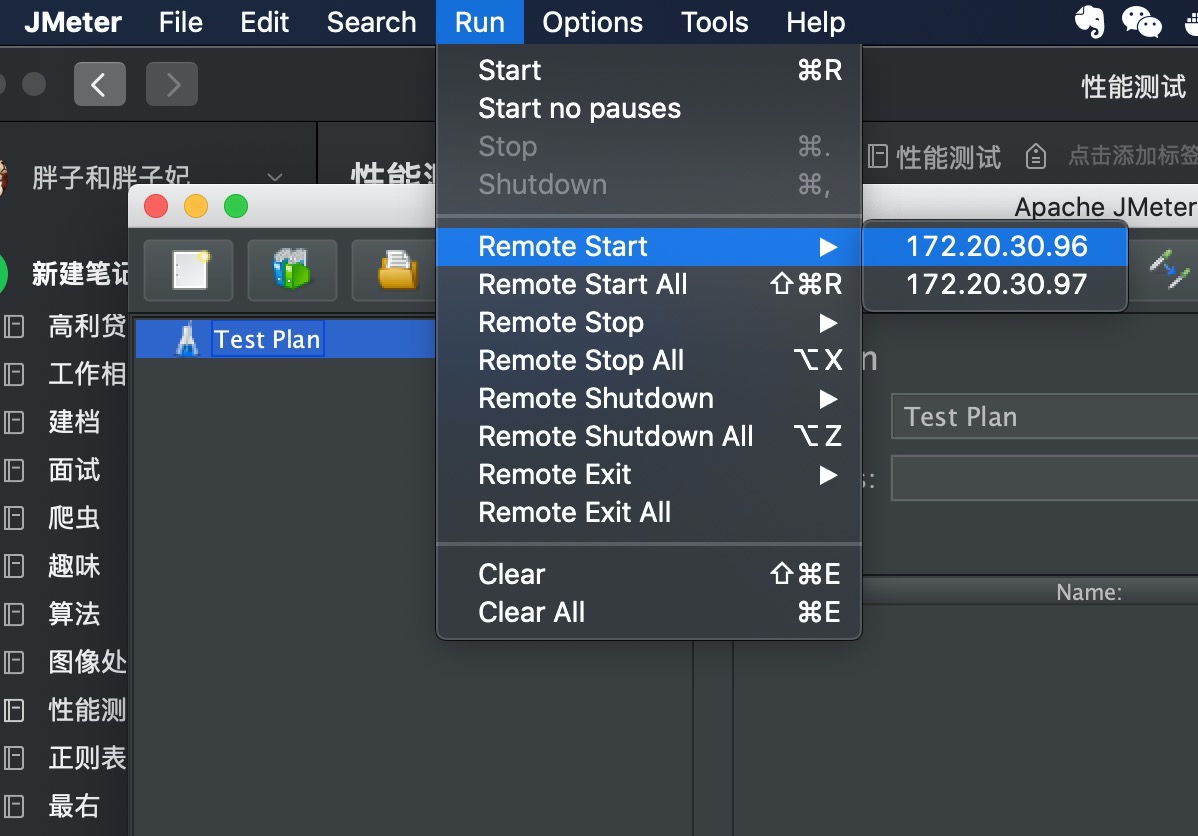 JMeter File Edit Search Run Options Tools Help
Start ⌘R
Start no pauses
Stop ⌘.
Shutdown ⌘,
Remote Start ▶
Remote Start All ⇧⌘R
Remote Stop ▶
Remote Stop All ⌥X
Remote Shutdown ▶
Remote Shutdown All ⌥Z
Remote Exit ▶
Remote Exit All
Clear ⇧⌘E
Clear All ⌘E
172.20.30.96
172.20.30.97
性能测试
性能测试 点击添加标签
胖子和胖子妃
性能
Apache JMeter
新建笔记
高利贷
工作相
建档
面试
爬虫
趣味
算法
图像处
性能测
正则表
最右
Test Plan
n
Test Plan
s:
Name: